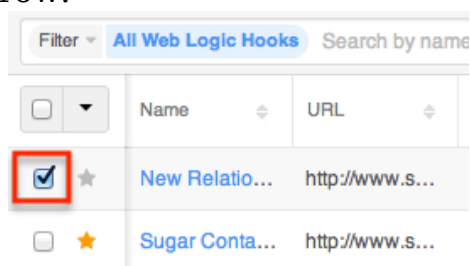 Filter All Web Logic Hooks Search by name
Name URL
New Relatio... http://www.s...
Sugar Conta... http://www.s...